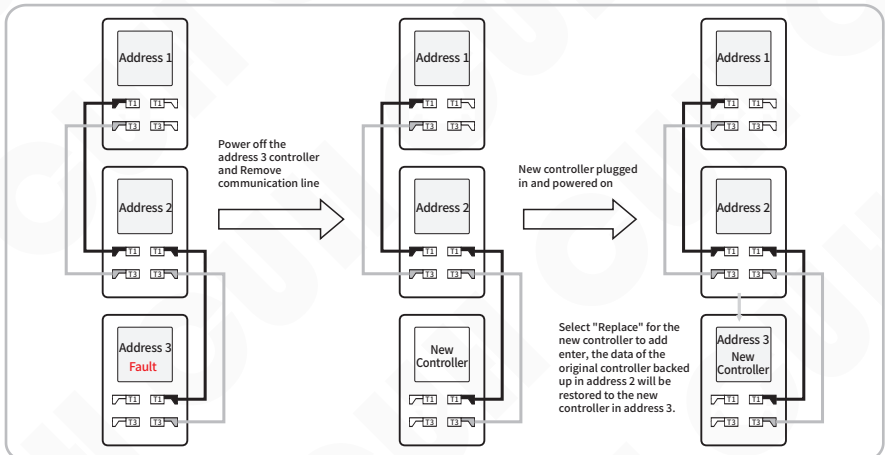 Address 1
T1 T1
T3 T3
Address 2
T1 T1
T3 T3
Address 3
Fault
T1 T1
T3 T3
Power off the
address 3 controller
and Remove
communication line
Address 1
T1 T1
T3 T3
Address 2
T1 T1
T3 T3
New
Controller
T1 T1
T3 T3
New controller plugged
in and powered on
Select "Replace" for the
new controller to add
enter, the data of the
original controller backed
up in address 2 will be
restored to the new
controller in address 3.
Address 1
T1 T1
T3 T3
Address 2
T1 T1
T3 T3
Address 3
New
Controller
T1 T1
T3 T3